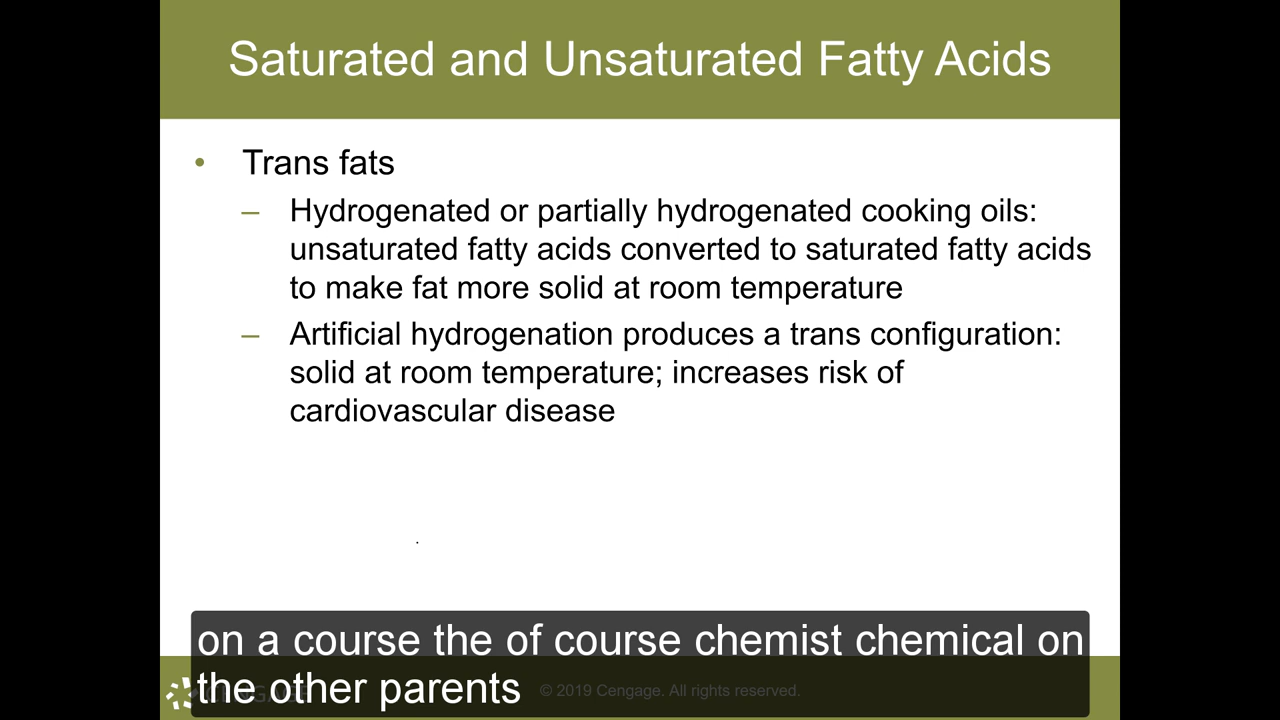 Saturated and Unsaturated Fatty Acids
• Trans fats
– Hydrogenated or partially hydrogenated cooking oils:
unsaturated fatty acids converted to saturated fatty acids
to make fat more solid at room temperature
– Artificial hydrogenation produces a trans configuration:
solid at room temperature; increases risk of
cardiovascular disease
on a course the of course chemist chemical on
the other parents
© 2019 Cengage. All rights reserved.